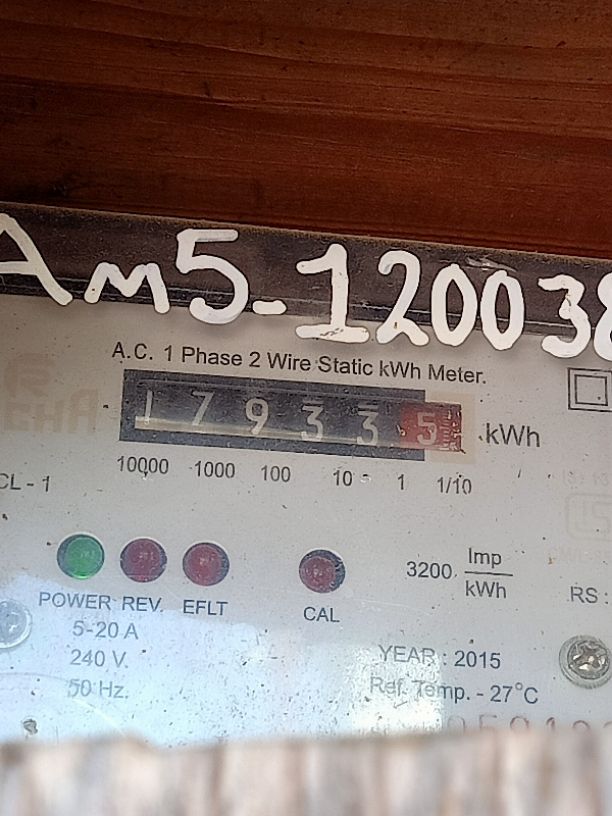 Am5-120038
A.C. 1 Phase 2 Wire Static kWh Meter.
179335 kWh
10000 1000 100 10 1 1/10
CL - 1
3200 Imp/kWh
POWER REV. EFLT CAL
RS :
5-20 A
240 V.
50 Hz.
YEAR : 2015
Ref. Temp. - 27°C